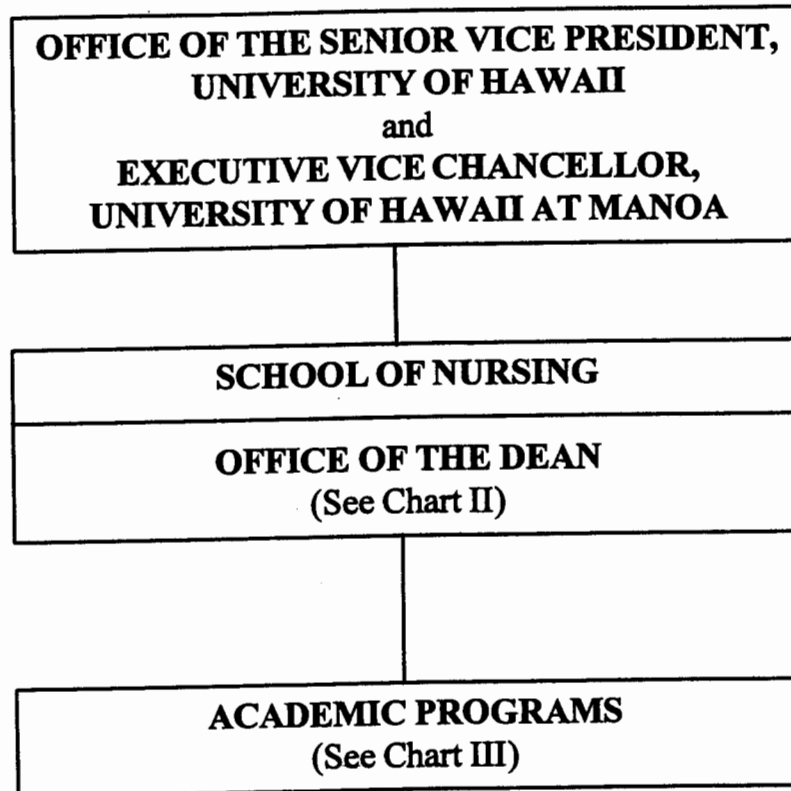 OFFICE OF THE SENIOR VICE PRESIDENT,
UNIVERSITY OF HAWAII
and
EXECUTIVE VICE CHANCELLOR,
UNIVERSITY OF HAWAII AT MANOA
SCHOOL OF NURSING
OFFICE OF THE DEAN
(See Chart II)
ACADEMIC PROGRAMS
(See Chart III)